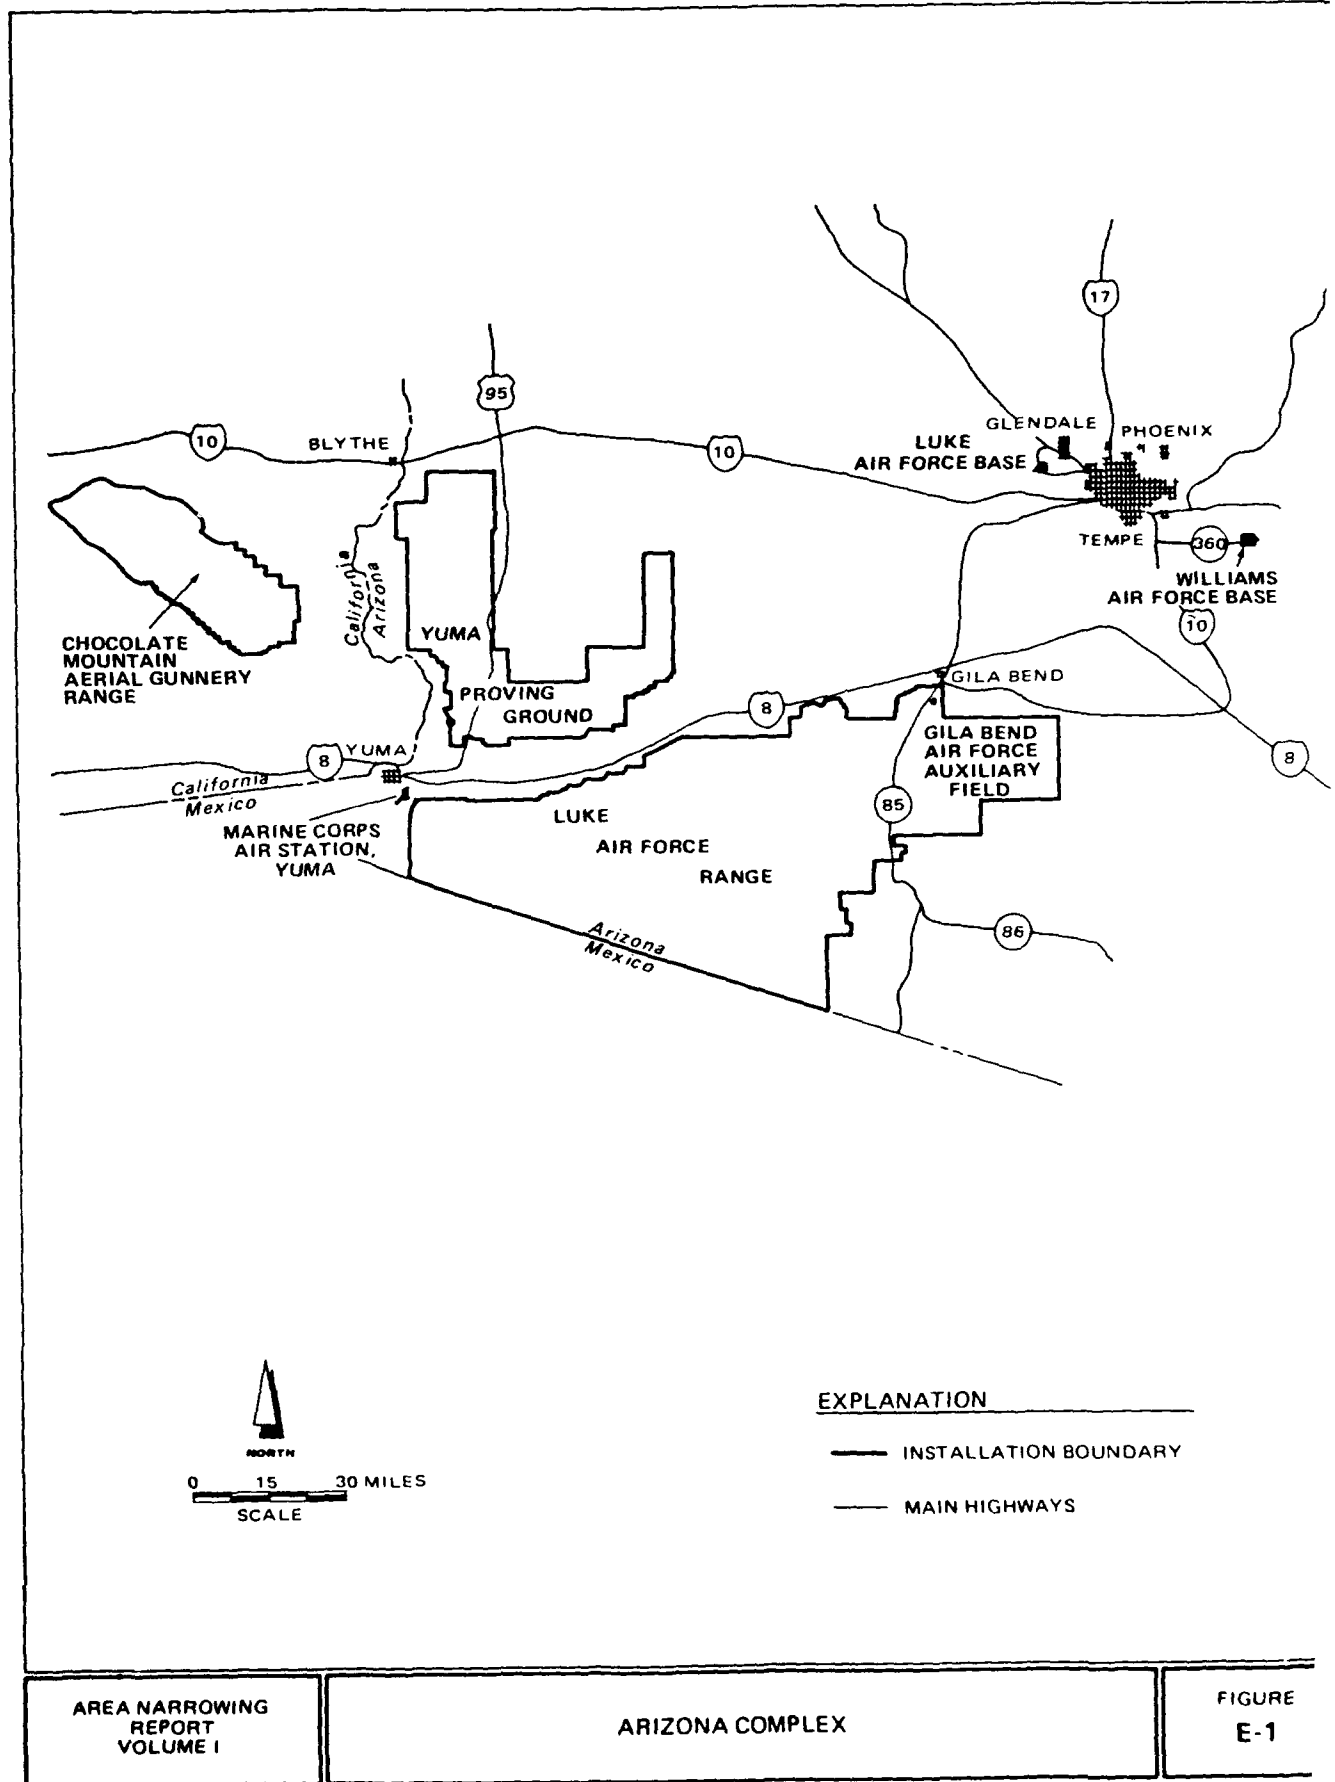 17
95
GLENDALE
PHOENIX
10
BLYTHE
10
LUKE
AIR FORCE BASE
TEMPE
360
WILLIAMS
AIR FORCE BASE
10
California
Arizona
CHOCOLATE
MOUNTAIN
AERIAL GUNNERY
RANGE
YUMA
PROVING
GROUND
GILA BEND
8
GILA BEND
AIR FORCE
AUXILIARY
FIELD
8
YUMA
8
California
Mexico
85
MARINE CORPS
AIR STATION,
YUMA
LUKE
AIR FORCE
RANGE
86
Arizona
Mexico
NORTH
0 15 30 MILES
SCALE
EXPLANATION
INSTALLATION BOUNDARY
MAIN HIGHWAYS
AREA NARROWING
REPORT
VOLUME I
ARIZONA COMPLEX
FIGURE
E-1